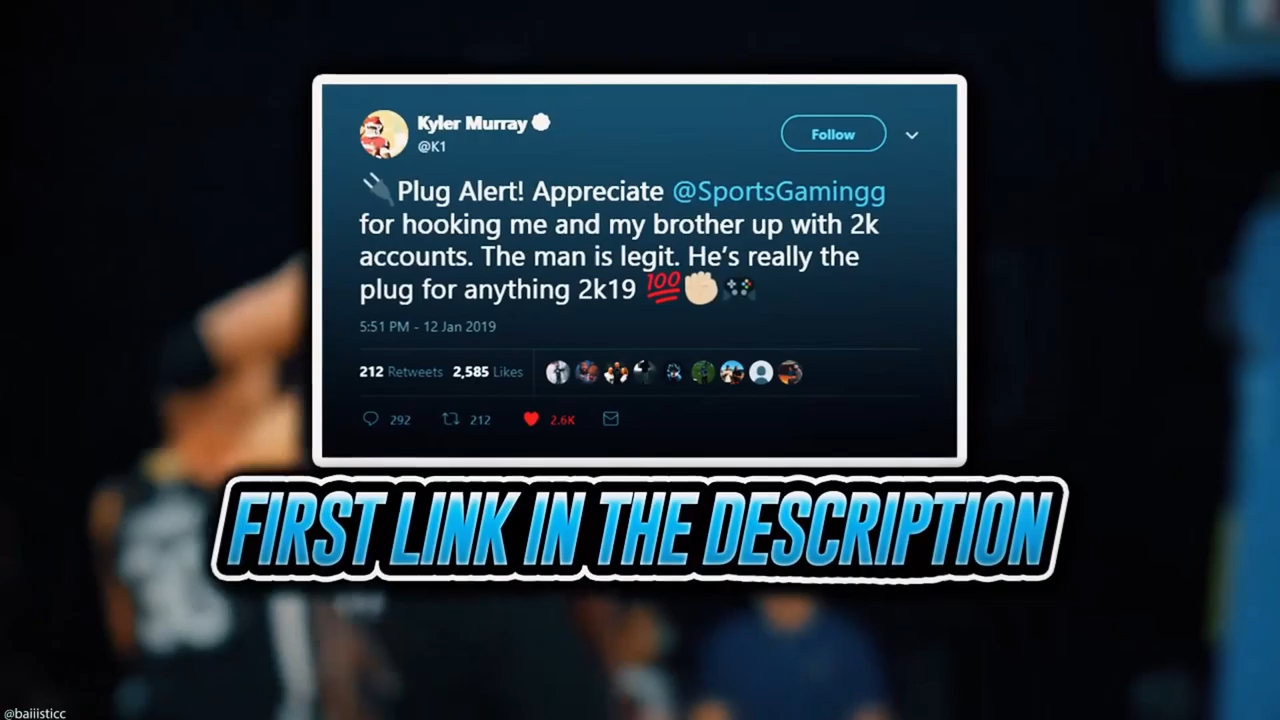 Kyler Murray
@K1
Follow
🔌Plug Alert! Appreciate @SportsGamingg
for hooking me and my brother up with 2k
accounts. The man is legit. He's really the
plug for anything 2k19 💯✊🏼🎮
5:51 PM - 12 Jan 2019
212 Retweets 2,585 Likes
292 212 2.6K
FIRST LINK IN THE DESCRIPTION
@baiiisticc